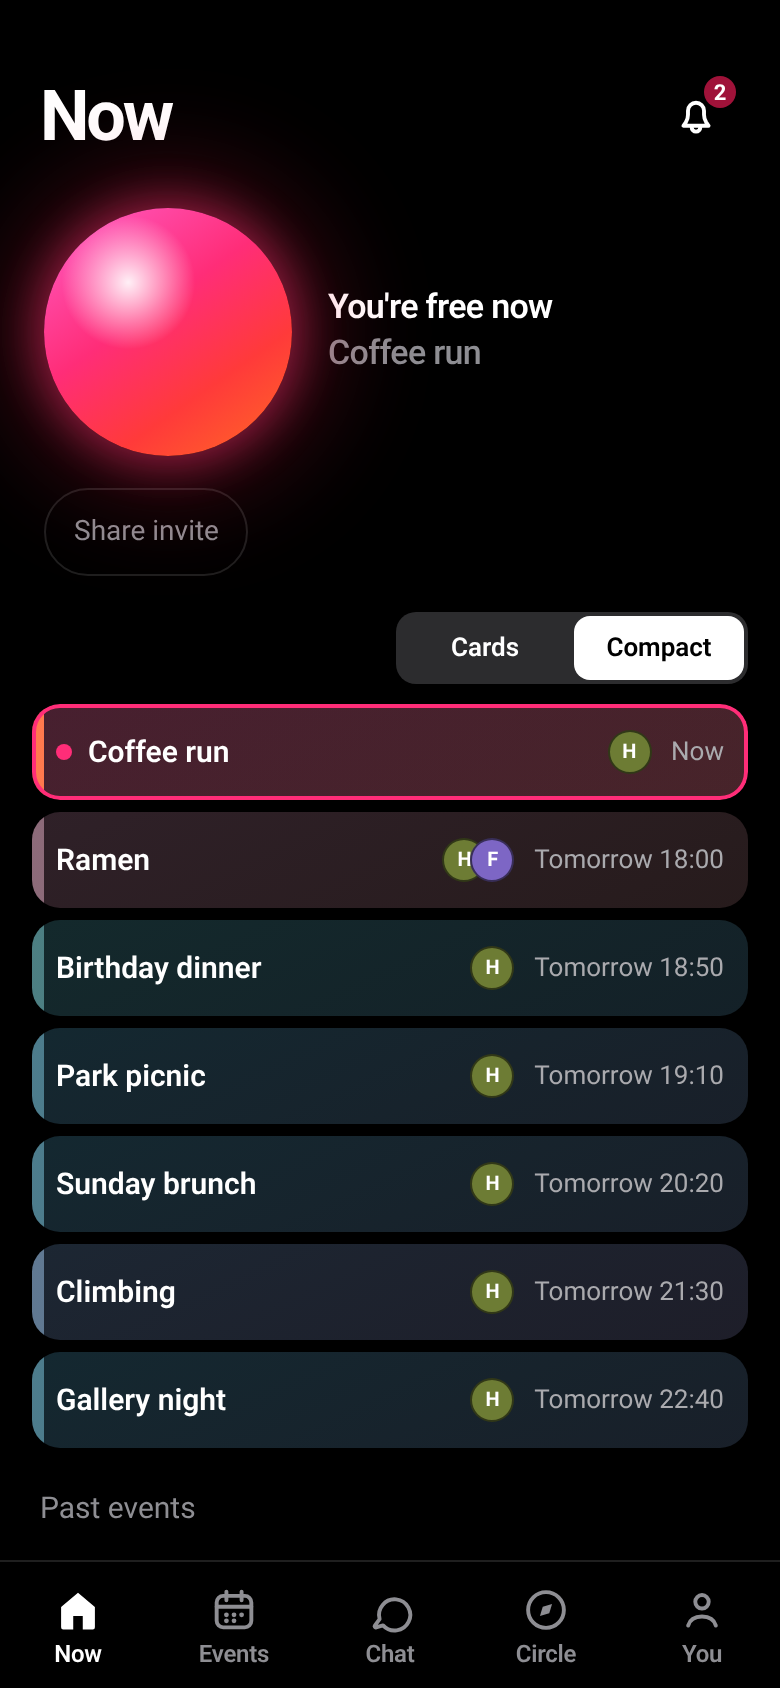 Now
2
You're free now
Coffee run
Share invite
Cards Compact
Coffee run H Now
Ramen H F Tomorrow 18:00
Birthday dinner H Tomorrow 18:50
Park picnic H Tomorrow 19:10
Sunday brunch H Tomorrow 20:20
Climbing H Tomorrow 21:30
Gallery night H Tomorrow 22:40
Past events
Now Events Chat Circle You